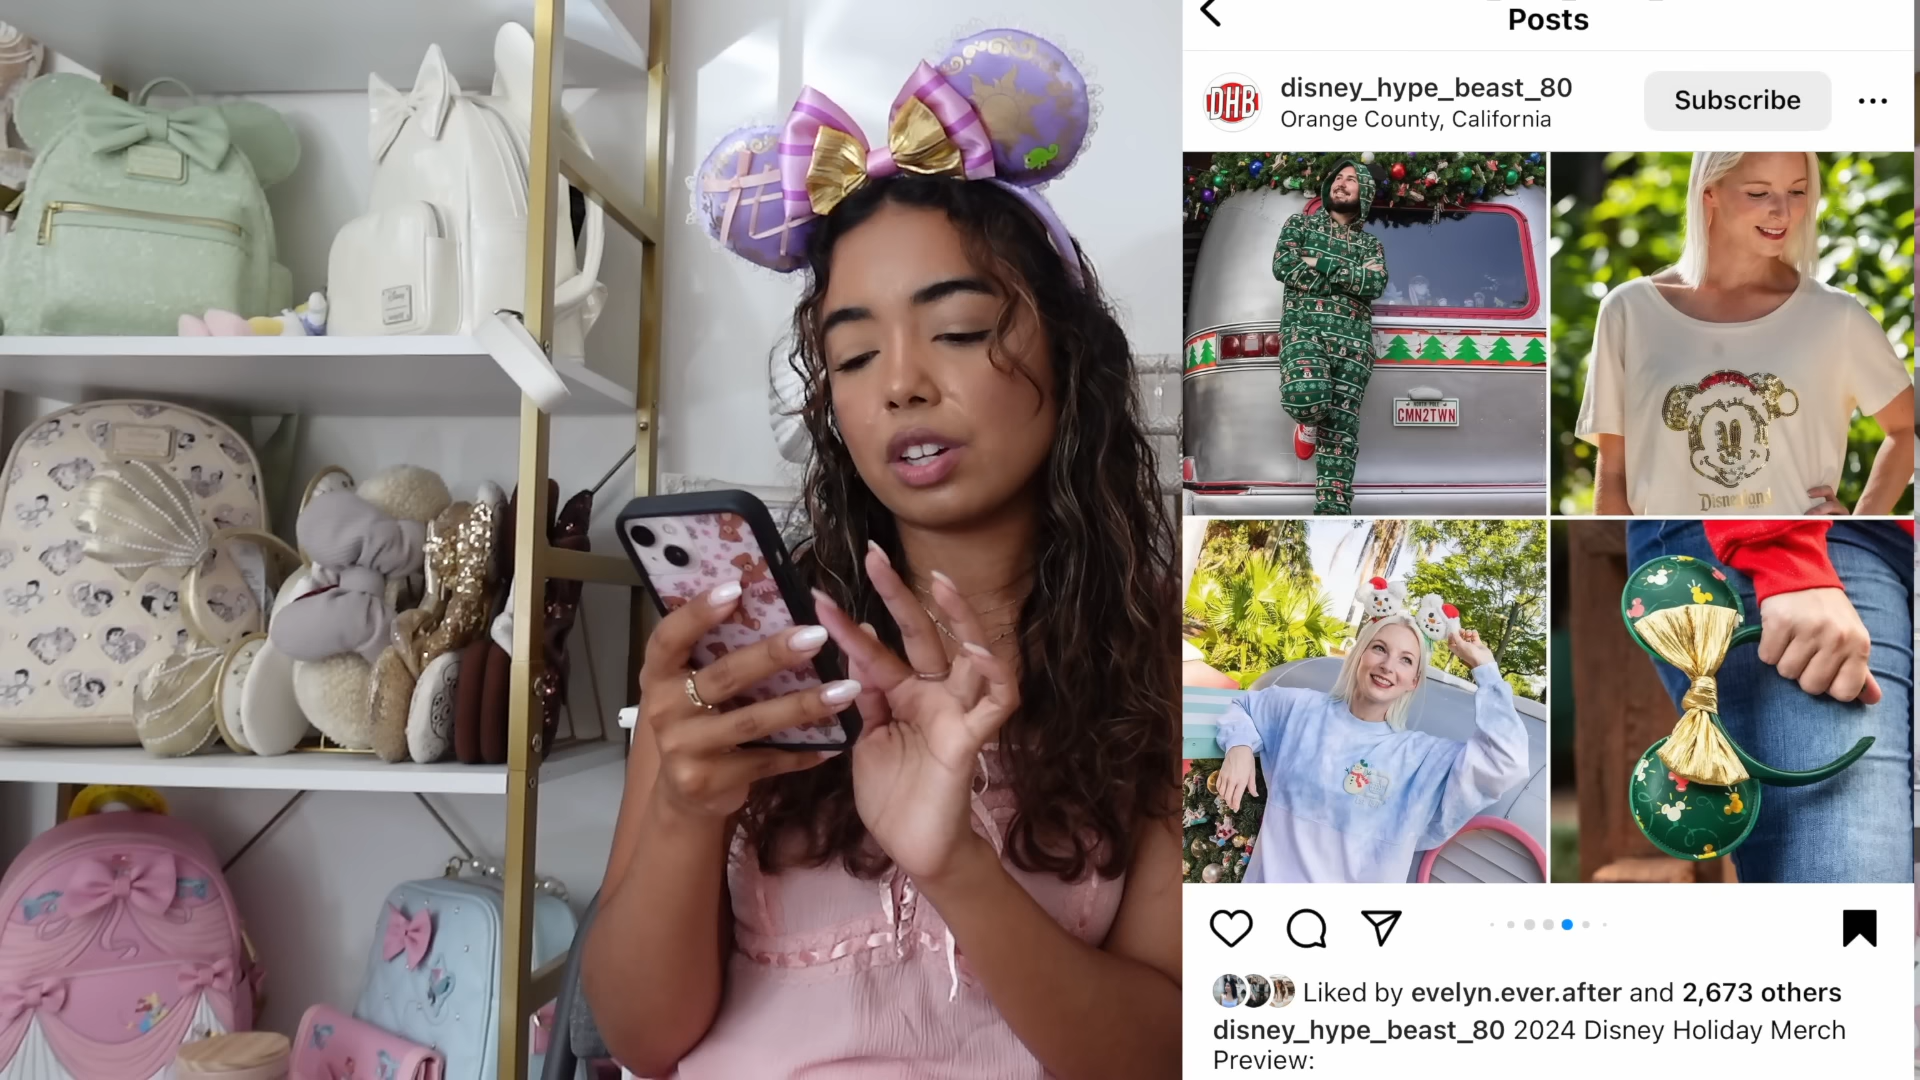 Posts
DHB
disney_hype_beast_80
Orange County, California
Subscribe
CMN2TWN
Disneyland
Liked by evelyn.ever.after and 2,673 others
disney_hype_beast_80 2024 Disney Holiday Merch
Preview: